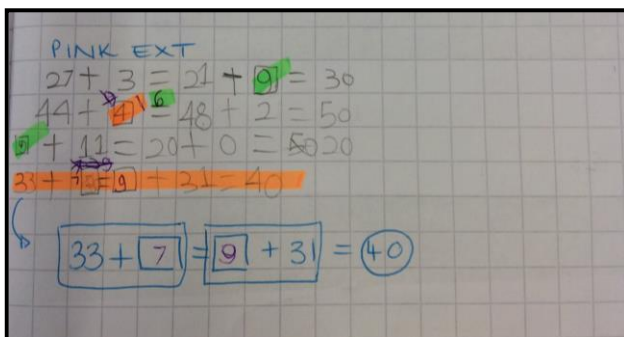 PINK EXT
27 + 3 = 21 + 9 = 30
44 + 4 6 = 48 + 2 = 50
9 + 11 = 20 + 0 = 20
33 + = 9 + 31 = 40
33 + 7 = 9 + 31 = 40